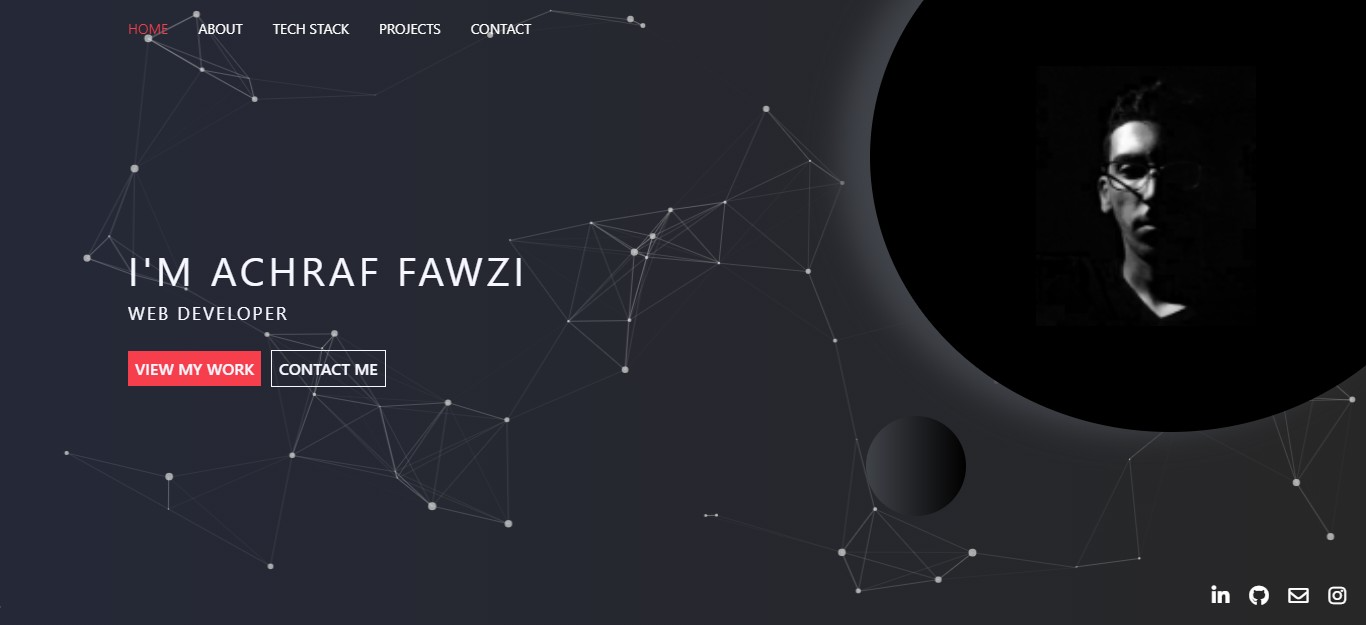 HOME ABOUT TECH STACK PROJECTS CONTACT
I'M ACHRAF FAWZI
WEB DEVELOPER
VIEW MY WORK CONTACT ME
in